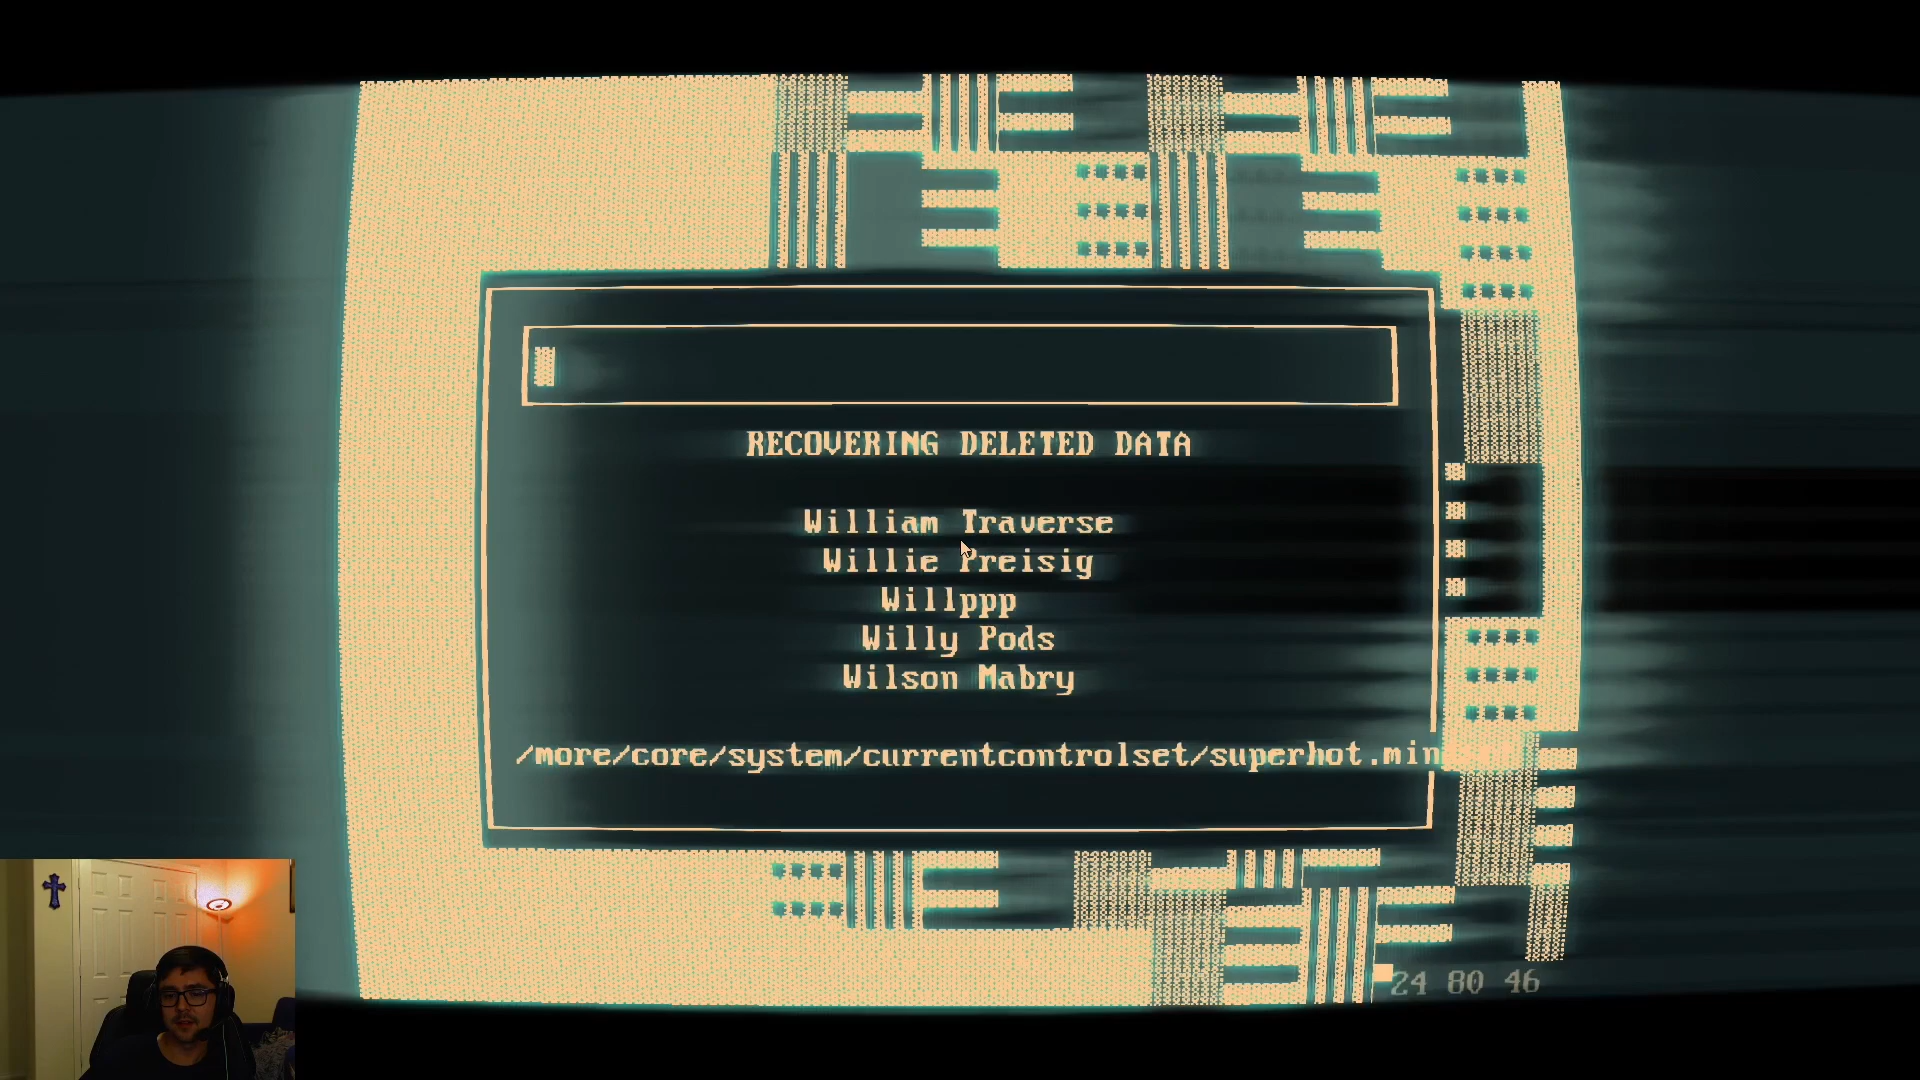 RECOVERING DELETED DATA
William Traverse
Willie Preisig
Willppp
Willy Pods
Wilson Mabry
/more/core/system/currentcontrolset/superhot.min
24 80 46